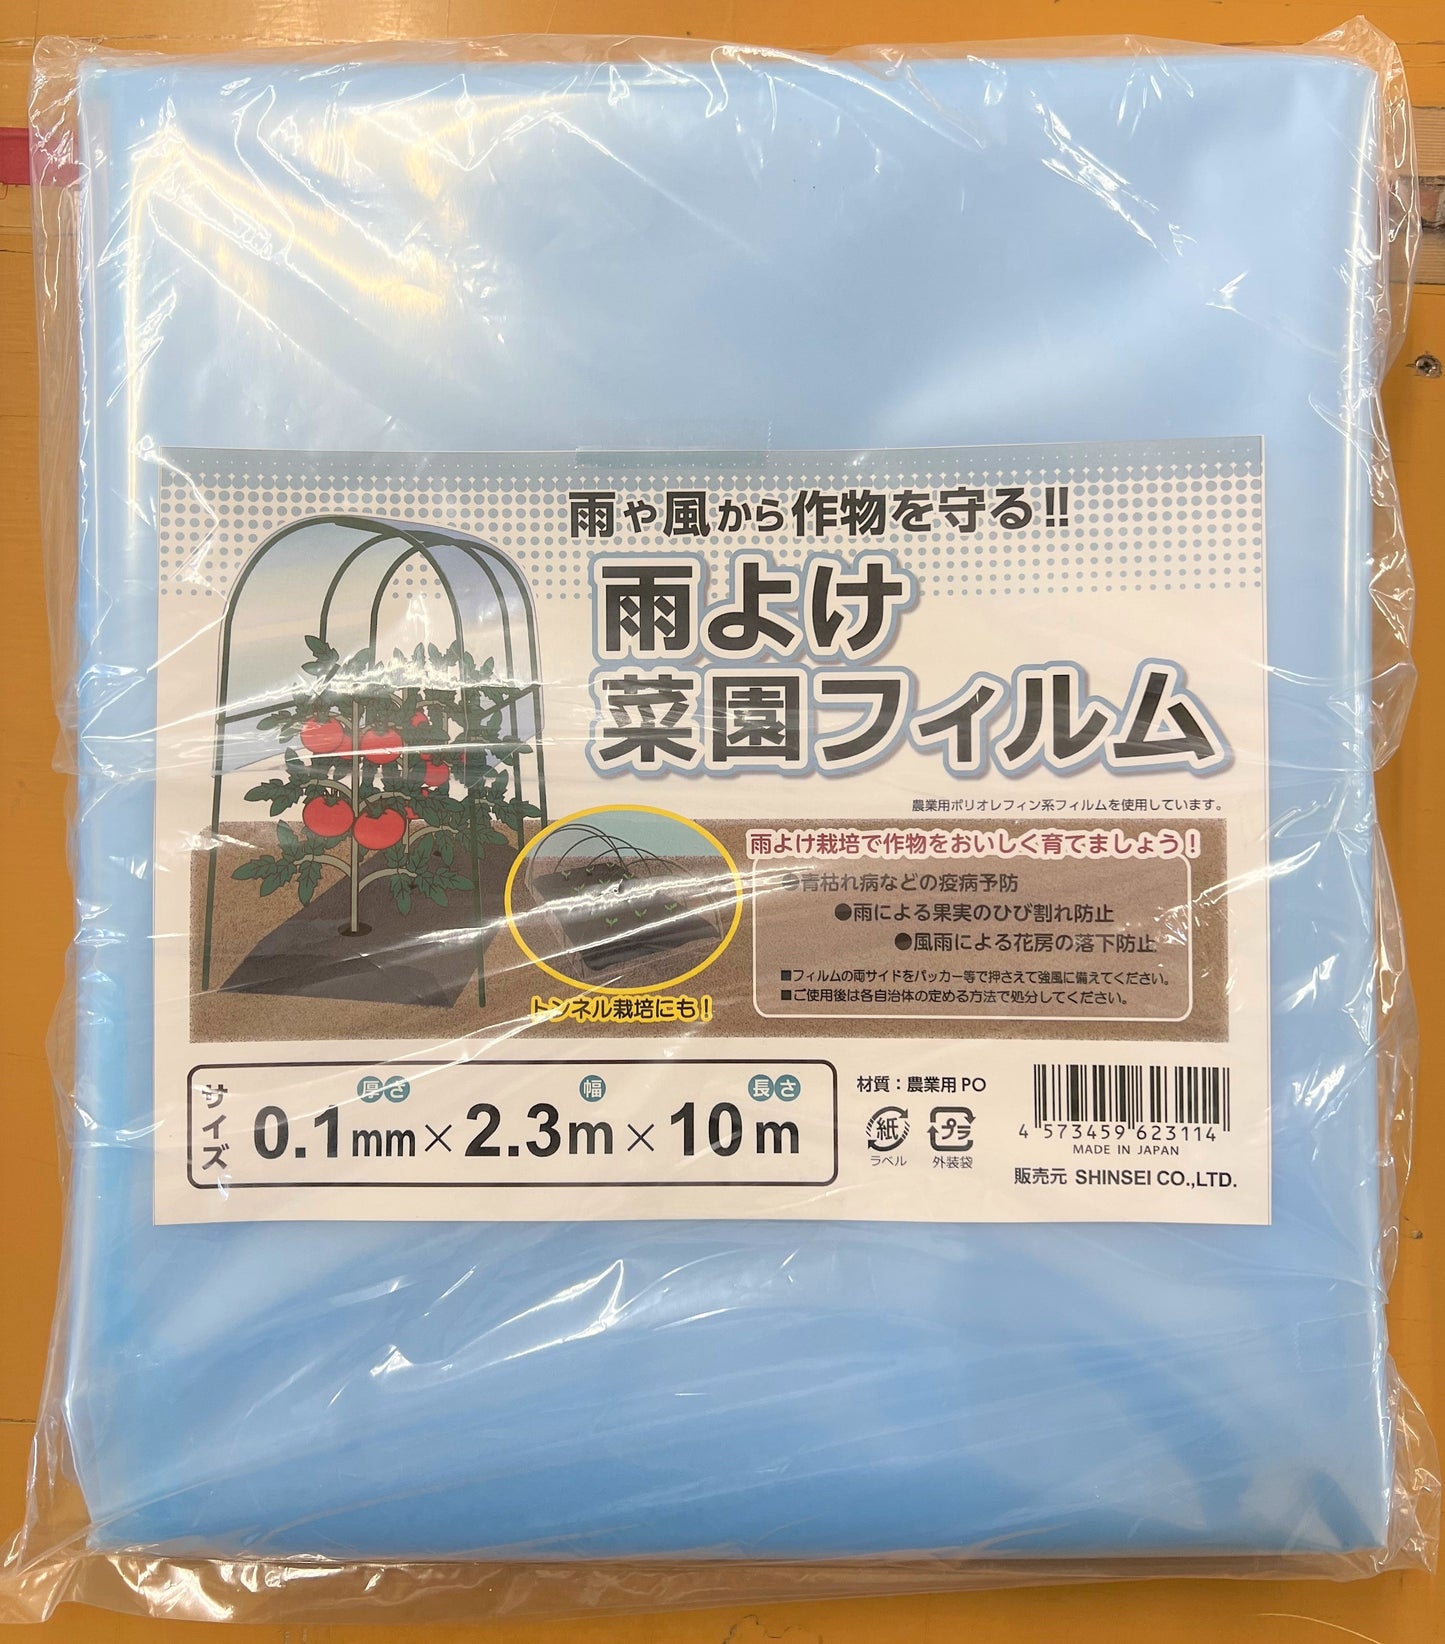 雨や風から作物を守る!!
雨よけ
菜園フィルム
農業用ポリオレフィン系フィルムを使用しています。
雨よけ栽培で作物をおいしく育てましょう！
●青枯れ病などの疫病予防
●雨による果実のひび割れ防止
●風雨による花房の落下防止
■フィルムの両サイドをパッカー等で押さえて強風に備えてください。
■ご使用後は各自治体の定める方法で処分してください。
トンネル栽培にも！
サイズ
厚さ 幅 長さ
0.1mm×2.3m×10m
材質：農業用PO
紙 プラ
ラベル 外装袋
4 573459 623114
MADE IN JAPAN
販売元 SHINSEI CO.,LTD.